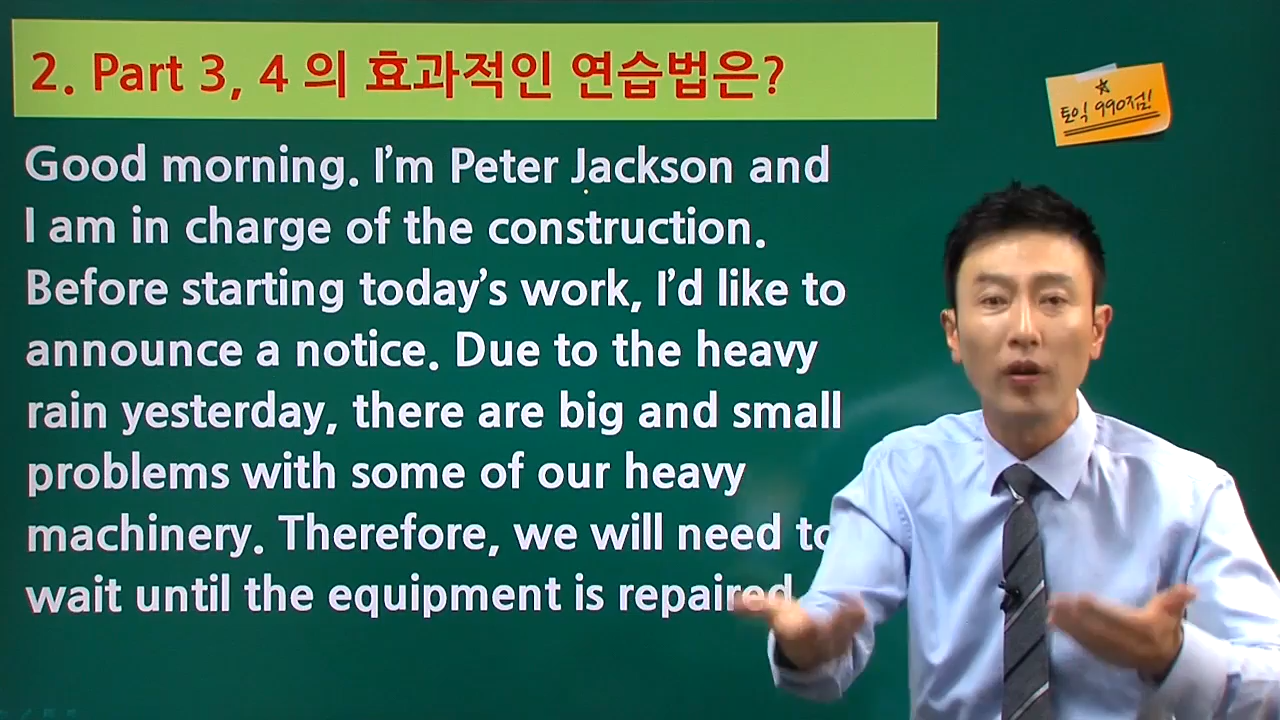 2. Part 3, 4 의 효과적인 연습법은?
토익 990점!
Good morning. I'm Peter Jackson and
I am in charge of the construction.
Before starting today's work, I'd like to
announce a notice. Due to the heavy
rain yesterday, there are big and small
problems with some of our heavy
machinery. Therefore, we will need to
wait until the equipment is repaired